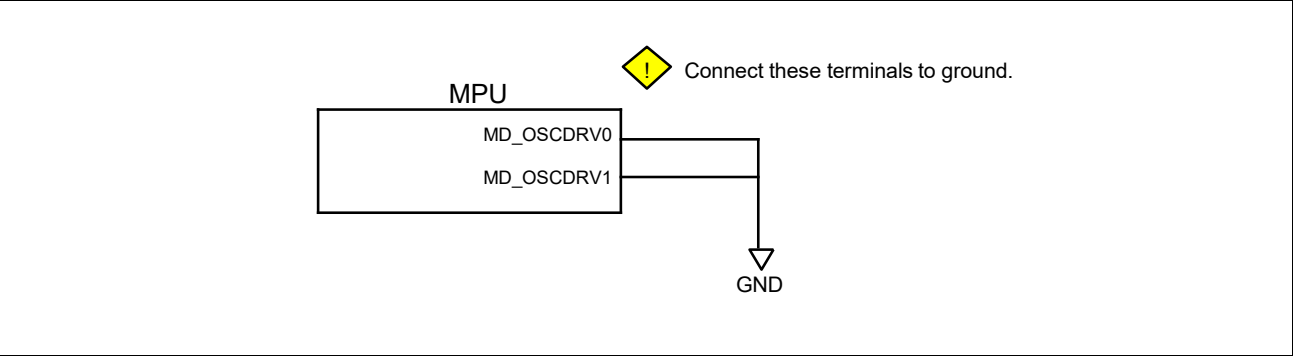 ! Connect these terminals to ground.
MPU
MD_OSCDRV0
MD_OSCDRV1
GND